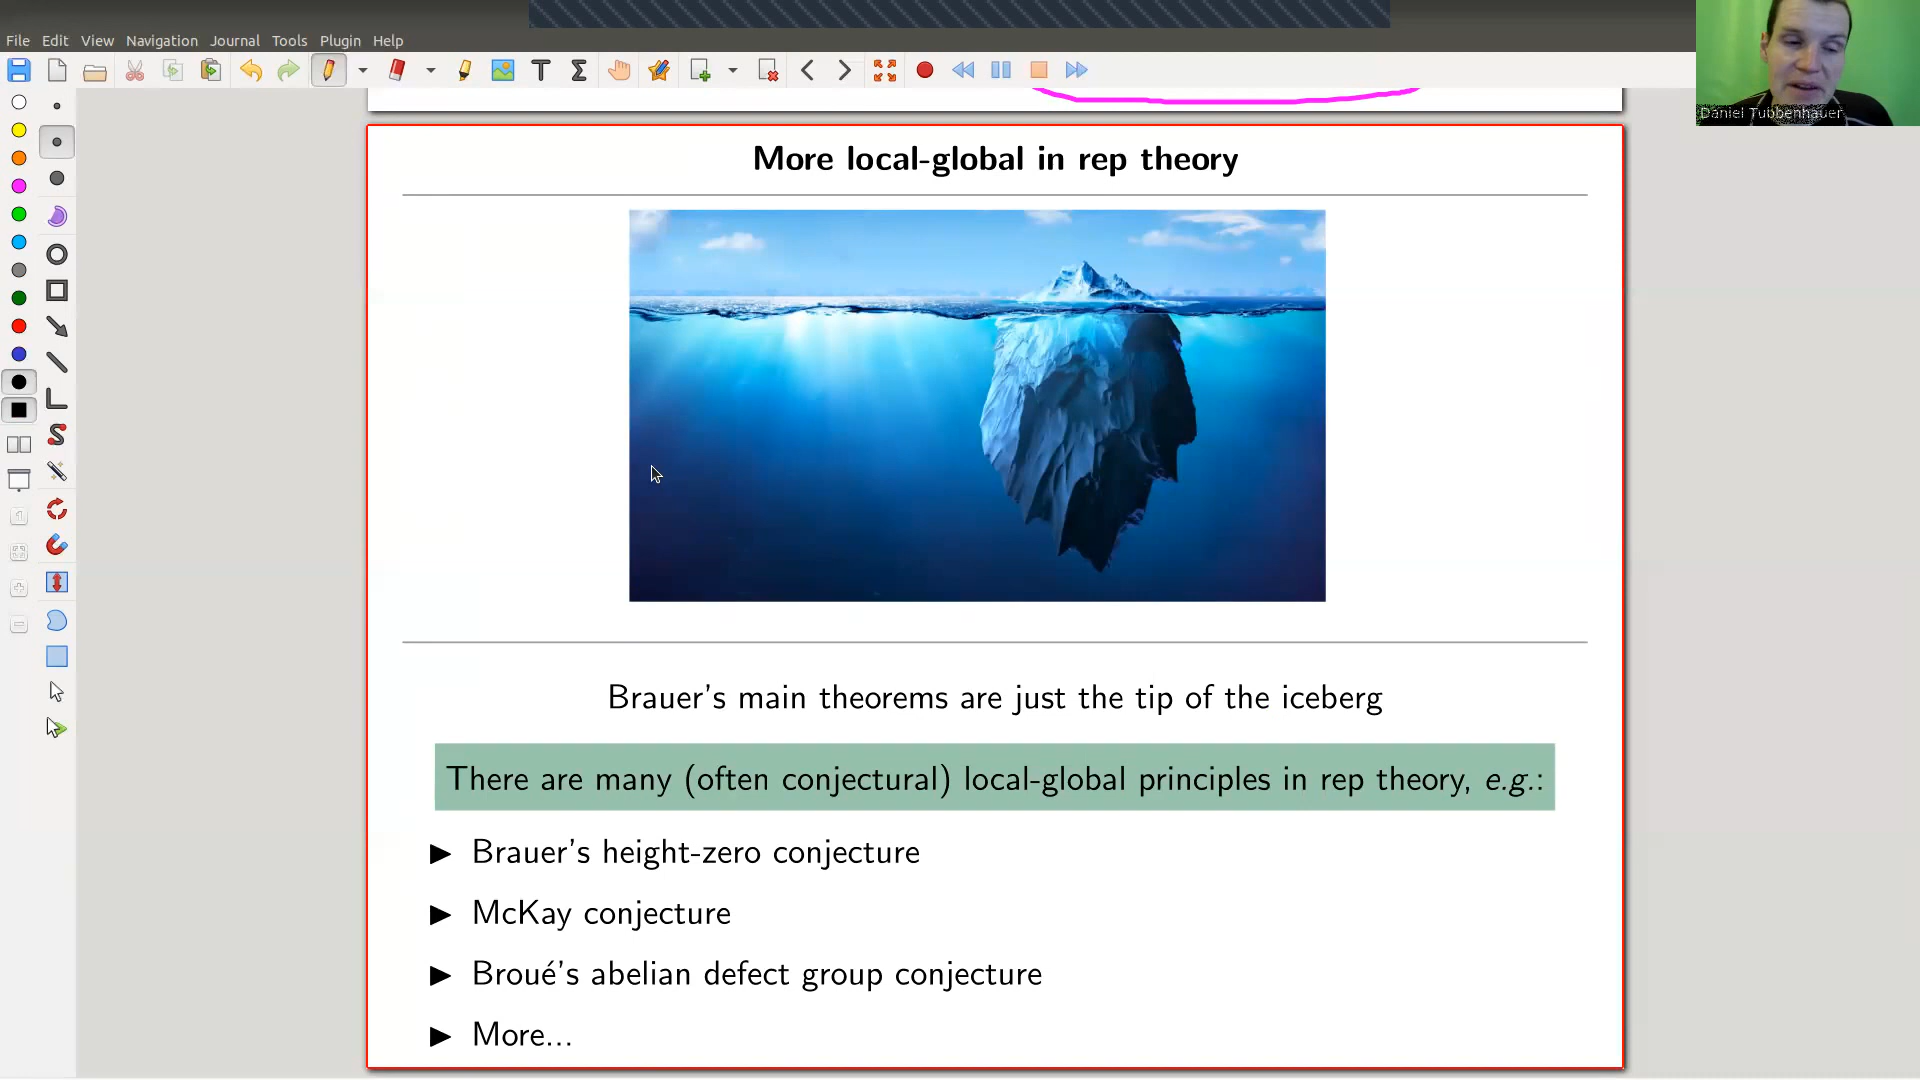 File Edit View Navigation Journal Tools Plugin Help
Daniel Tubbenhauer
More local-global in rep theory
Brauer's main theorems are just the tip of the iceberg
There are many (often conjectural) local-global principles in rep theory, e.g.:
▶ Brauer's height-zero conjecture
▶ McKay conjecture
▶ Broué's abelian defect group conjecture
▶ More...